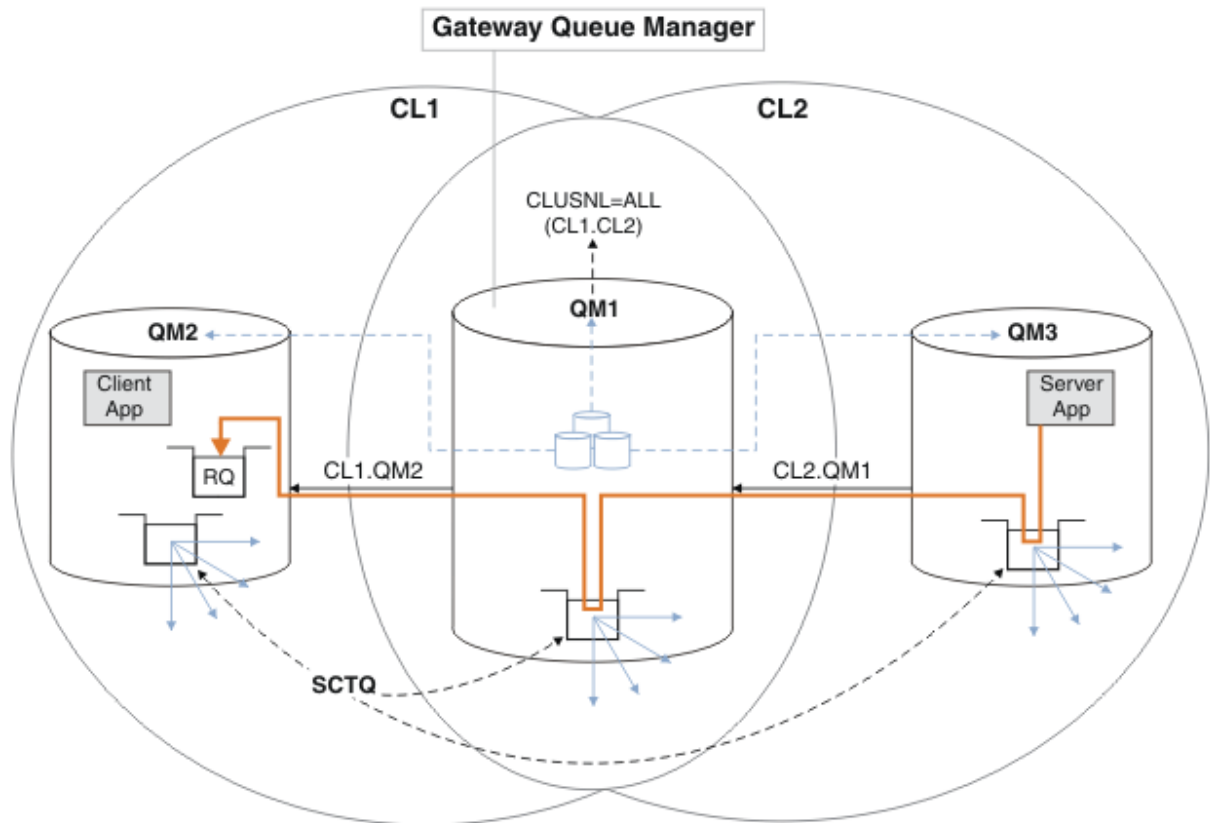 Gateway Queue Manager
CL1
CL2
CLUSNL=ALL
(CL1.CL2)
QM2
QM1
QM3
Client
App
Server
App
RQ
CL1.QM2
CL2.QM1
SCTQ